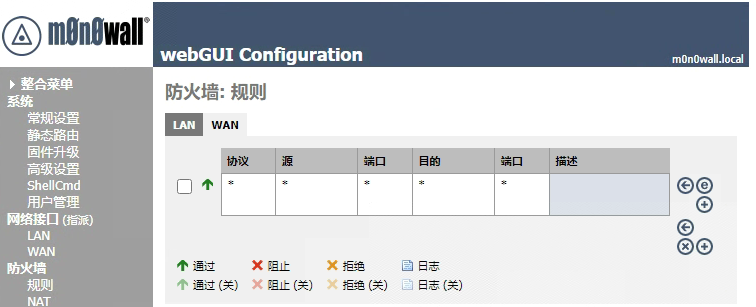 m0n0wall®
webGUI Configuration
m0n0wall.local
整合菜单
系统
常规设置
静态路由
固件升级
高级设置
ShellCmd
用户管理
网络接口 (指派)
LAN
WAN
防火墙
规则
NAT
防火墙: 规则
LAN WAN
协议 源 端口 目的 端口 描述
* * * * *
通过 阻止 拒绝 日志
通过 (关) 阻止 (关) 拒绝 (关) 日志 (关)